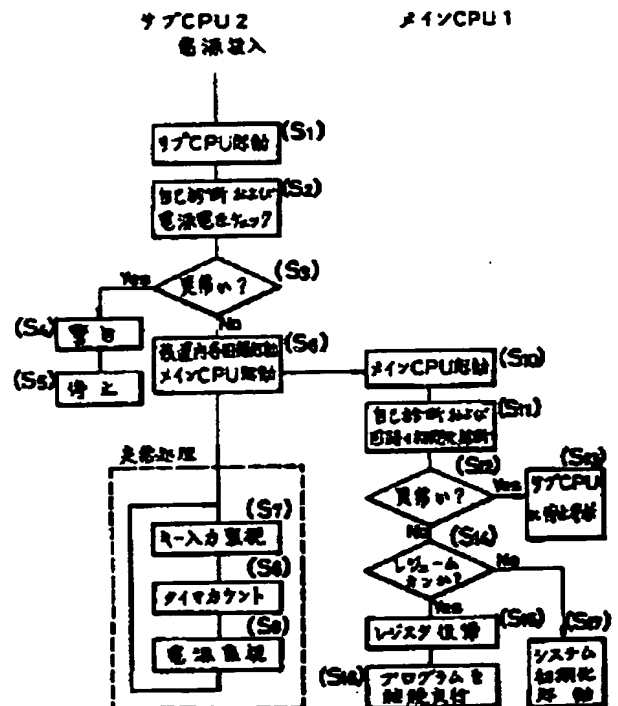 サブCPU2
電源投入
メインCPU1
サブCPU起動
(S1)
自己診断および
電源電圧チェック
(S2)
異常か?
(S3)
Yes
No
(S4)
警告
(S5)
停止
装置内各回路起動
メインCPU起動
(S6)
メインCPU起動
(S10)
自己診断および
回路の初期化診断
(S11)
異常か?
(S12)
Yes
No
サブCPU
に停止要求
(S13)
レジューム
オンか?
(S14)
No
Yes
レジスタ復帰
(S15)
(S16)
プログラムを
継続実行
(S17)
システム
初期化
起動
定常処理
(S7)
キー入力監視
(S8)
タイマカウント
(S9)
電源監視